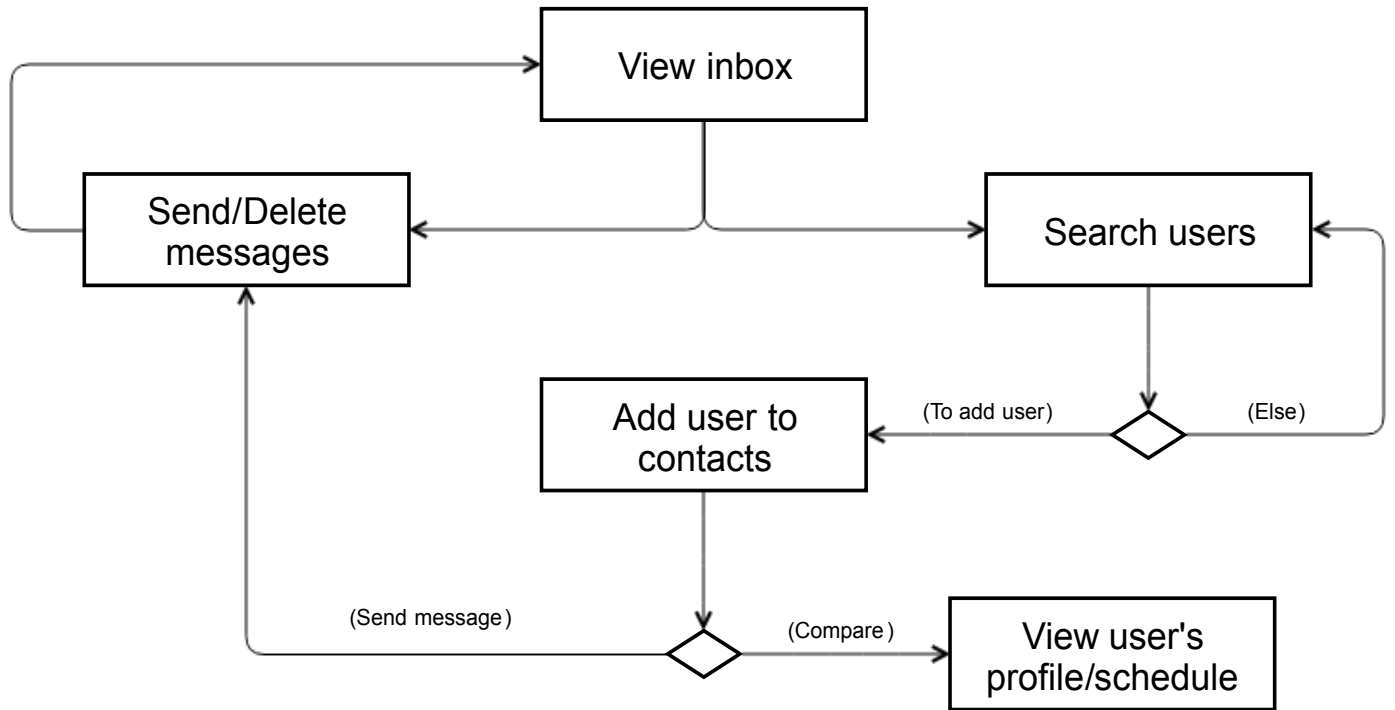 View inbox
Send/Delete
messages
Search users
Add user to
contacts
(To add user)
(Else)
(Send message)
(Compare)
View user's
profile/schedule